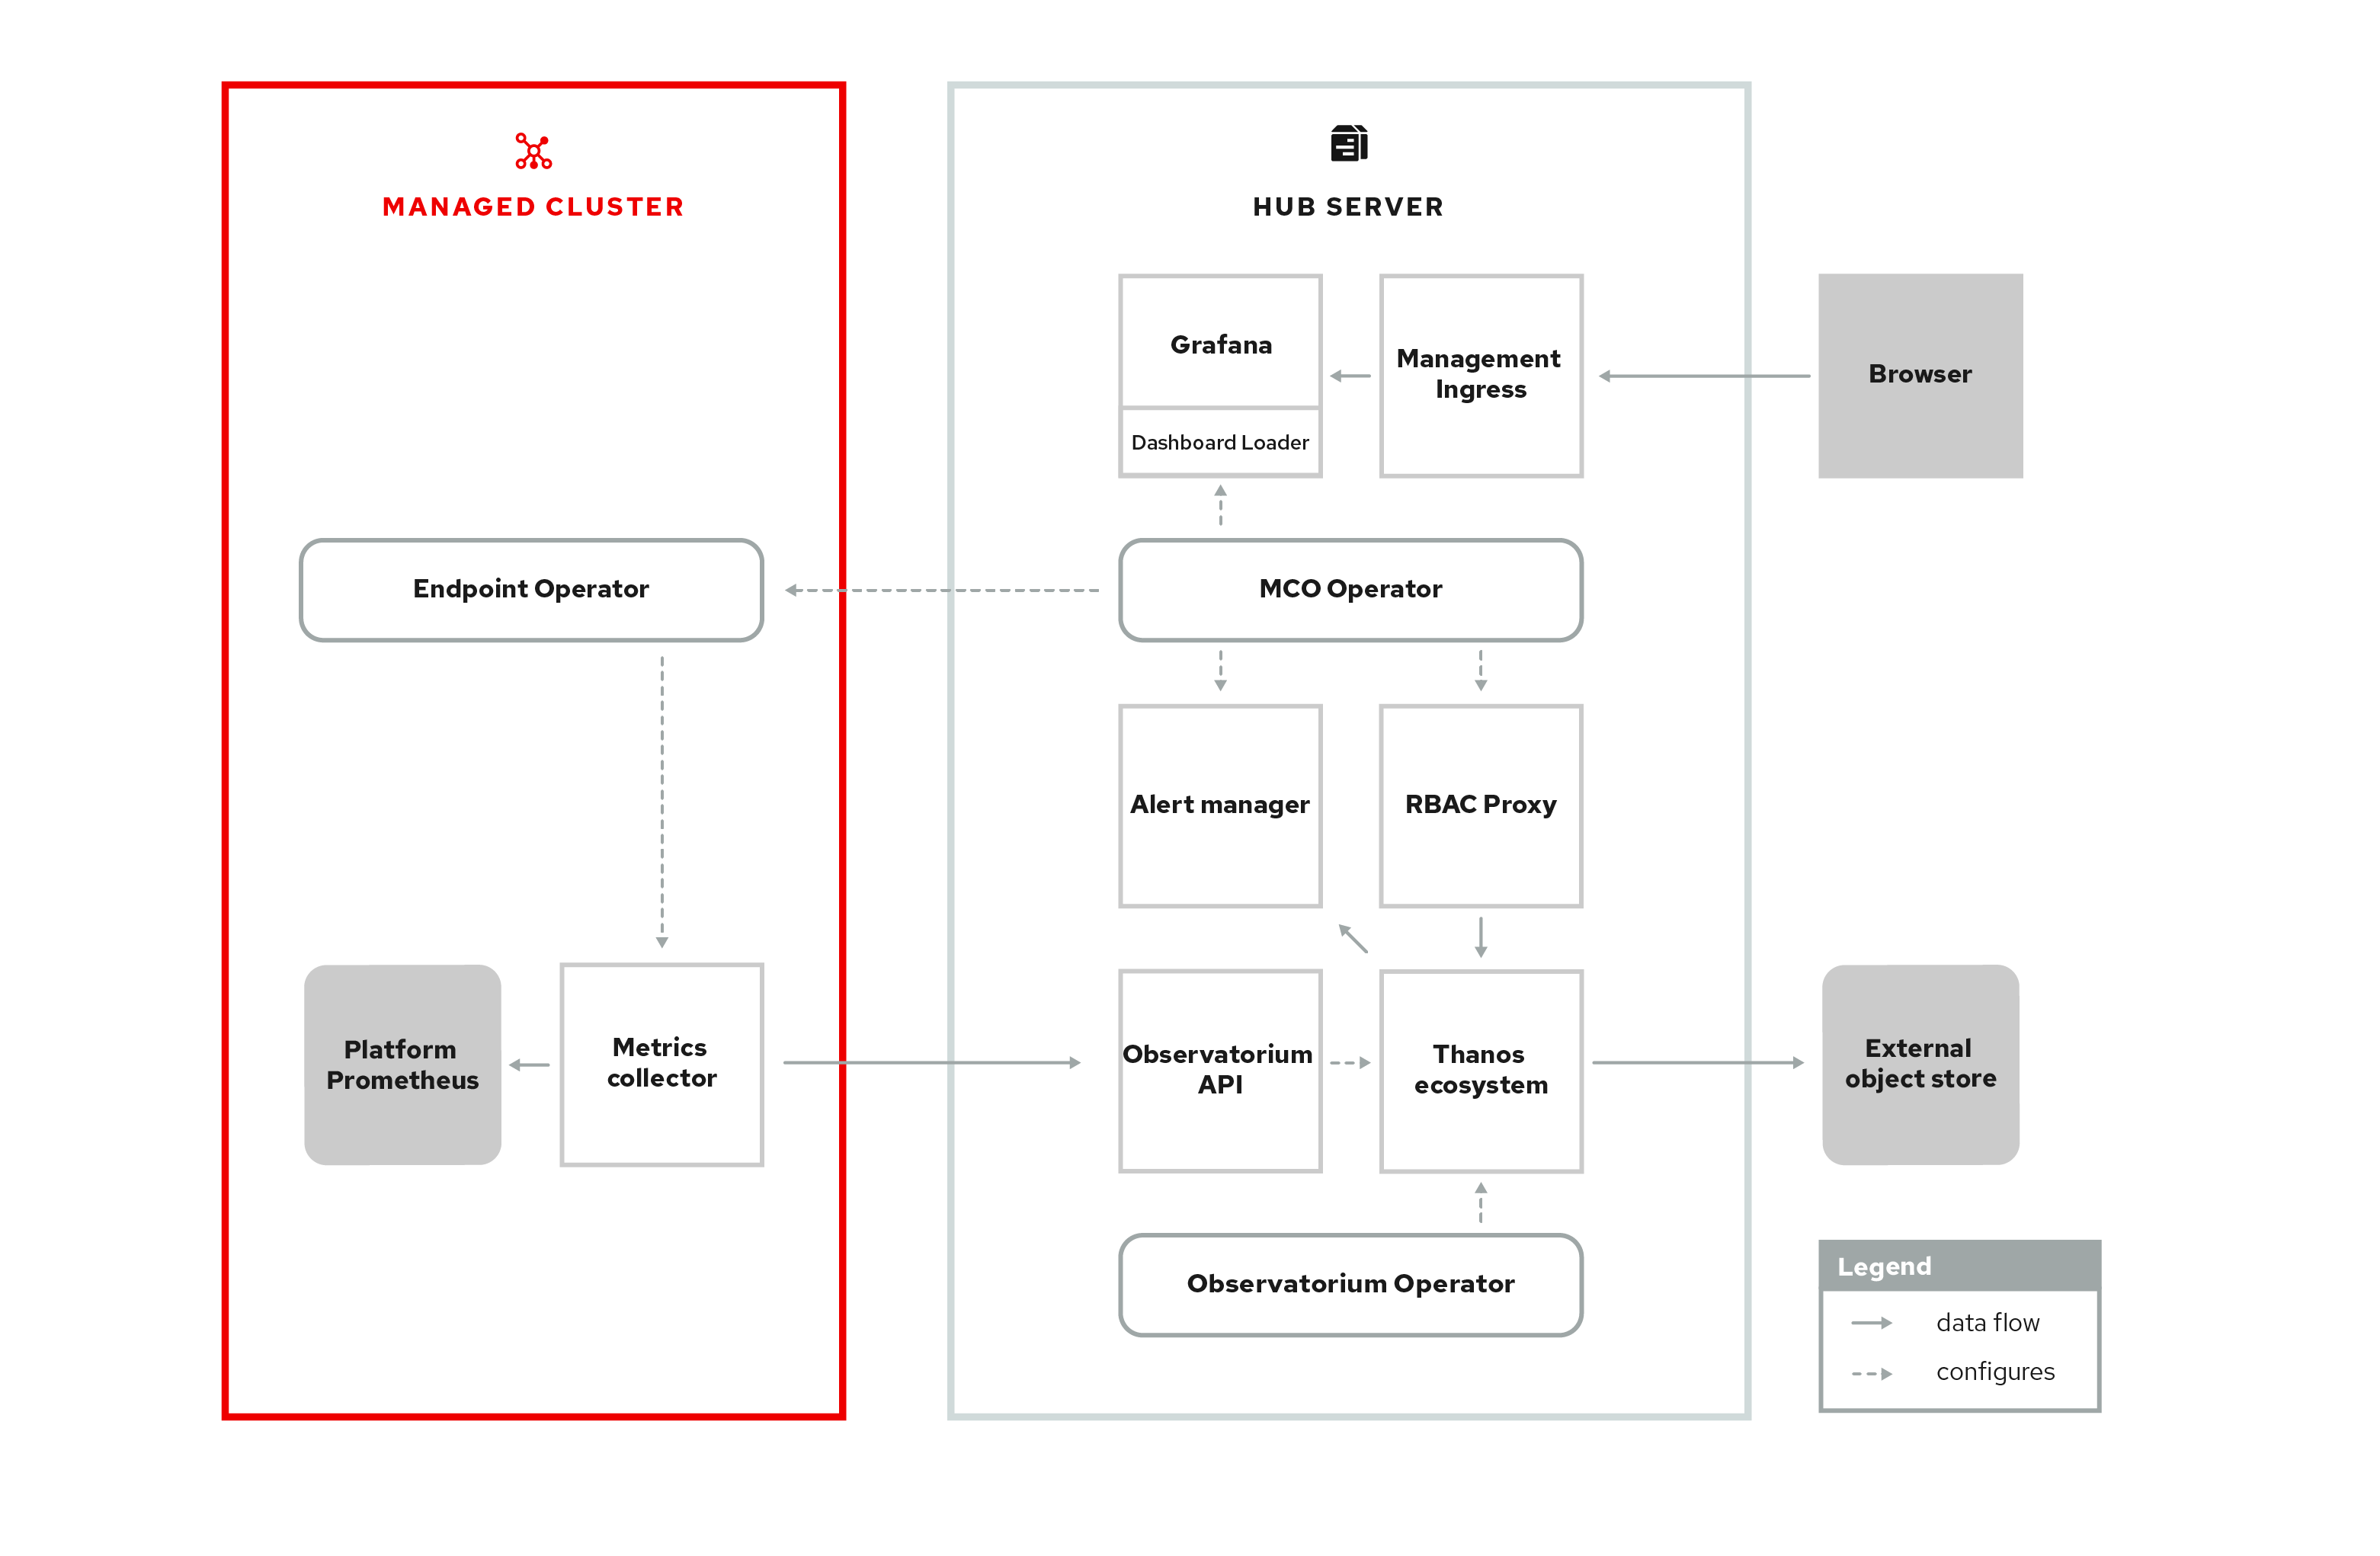 MANAGED CLUSTER
HUB SERVER
Grafana
Dashboard Loader
Management
Ingress
Browser
Endpoint Operator
MCO Operator
Alert manager
RBAC Proxy
Platform
Prometheus
Metrics
collector
Observatorium
API
Thanos
ecosystem
External
object store
Observatorium Operator
Legend
data flow
configures